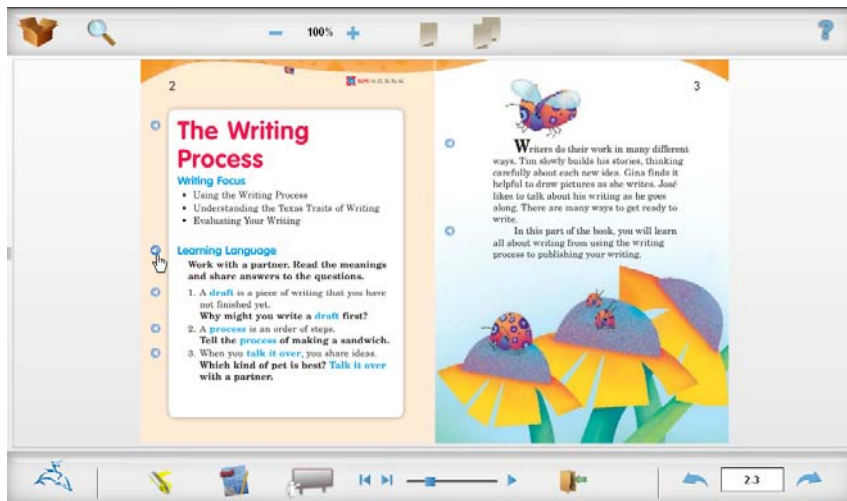 100%
2
The Writing
Process
Writing Focus
• Using the Writing Process
• Understanding the Texas Traits of Writing
• Evaluating Your Writing
Learning Language
Work with a partner. Read the meanings
and share answers to the questions.
1. A draft is a piece of writing that you have
not finished yet.
Why might you write a draft first?
2. A process is an order of steps.
Tell the process of making a sandwich.
3. When you talk it over, you share ideas.
Which kind of pet is best? Talk it over
with a partner.
3
Writers do their work in many different
ways. Tim slowly builds his stories, thinking
carefully about each new idea. Gina finds it
helpful to draw pictures as she writes. José
likes to talk about his writing as he goes
along. There are many ways to get ready to
write.
In this part of the book, you will learn
all about writing from using the writing
process to publishing your writing.
2-3